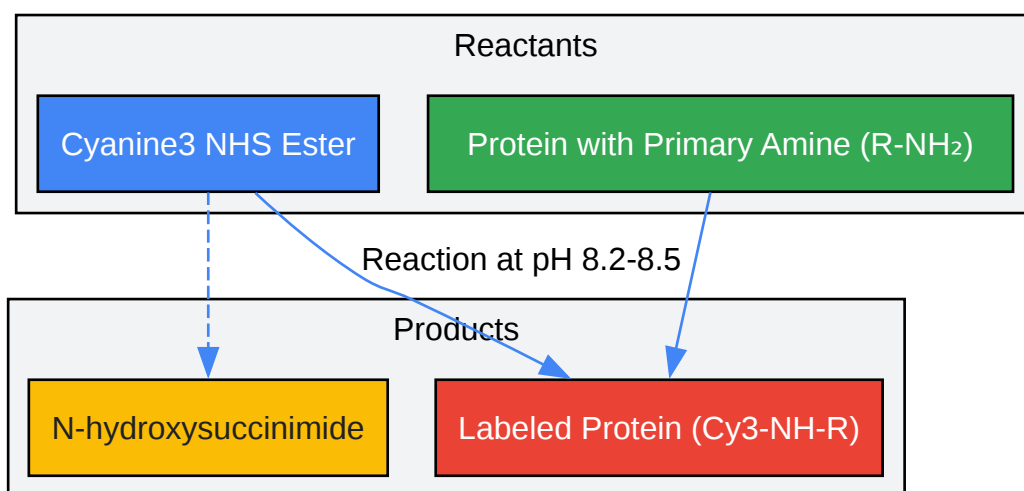 Reactants
Cyanine3 NHS Ester
Protein with Primary Amine (R-NH₂)
Reaction at pH 8.2-8.5
Products
N-hydroxysuccinimide
Labeled Protein (Cy3-NH-R)